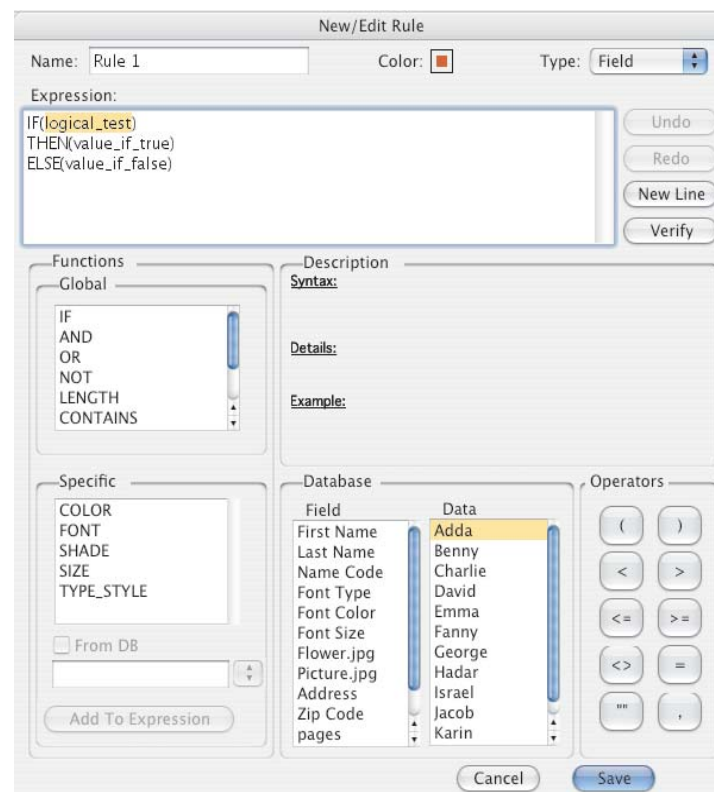 New/Edit Rule
Name: Rule 1 Color: Type: Field
Expression:
IF(logical_test)
THEN(value_if_true)
ELSE(value_if_false)
Undo
Redo
New Line
Verify
Functions
Global
IF
AND
OR
NOT
LENGTH
CONTAINS
Description
Syntax:
Details:
Example:
Specific
COLOR
FONT
SHADE
SIZE
TYPE_STYLE
From DB
Add To Expression
Database
Field
First Name
Last Name
Name Code
Font Type
Font Color
Font Size
Flower.jpg
Picture.jpg
Address
Zip Code
pages
Data
Adda
Benny
Charlie
David
Emma
Fanny
George
Hadar
Israel
Jacob
Karin
Operators
( )
< >
<= >=
<> =
"" ,
Cancel Save